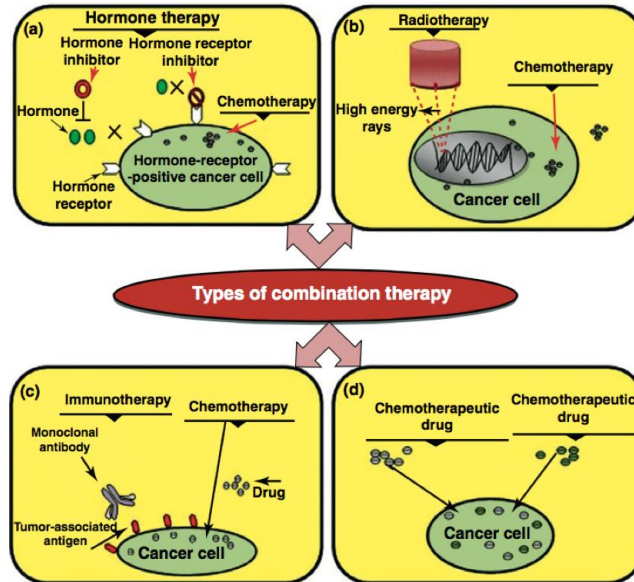 (a)
Hormone therapy
Hormone
inhibitor
Hormone receptor
inhibitor
Hormone
Chemotherapy
Hormone-receptor
-positive cancer cell
Hormone
receptor
(b)
Radiotherapy
Chemotherapy
High energy
rays
Cancer cell
Types of combination therapy
(c)
Immunotherapy
Chemotherapy
Monoclonal
antibody
Drug
Tumor-associated
antigen
Cancer cell
(d)
Chemotherapeutic
drug
Chemotherapeutic
drug
Cancer cell